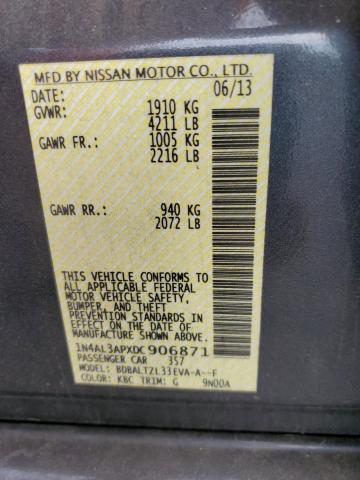 MFD BY NISSAN MOTOR CO., LTD.
DATE: 06/13
GVWR: 1910 KG
4211 LB
GAWR FR.: 1005 KG
2216 LB
GAWR RR.: 940 KG
2072 LB
THIS VEHICLE CONFORMS TO
ALL APPLICABLE FEDERAL
MOTOR VEHICLE SAFETY,
BUMPER, AND THEFT
PREVENTION STANDARDS IN
EFFECT ON THE DATE OF
MANUFACTURE SHOWN ABOVE.
1N4AL3APXDC906871
PASSENGER CAR 357
MODEL: BDBALTZL33EVA-A--F
COLOR: KBC TRIM: G 9N00A